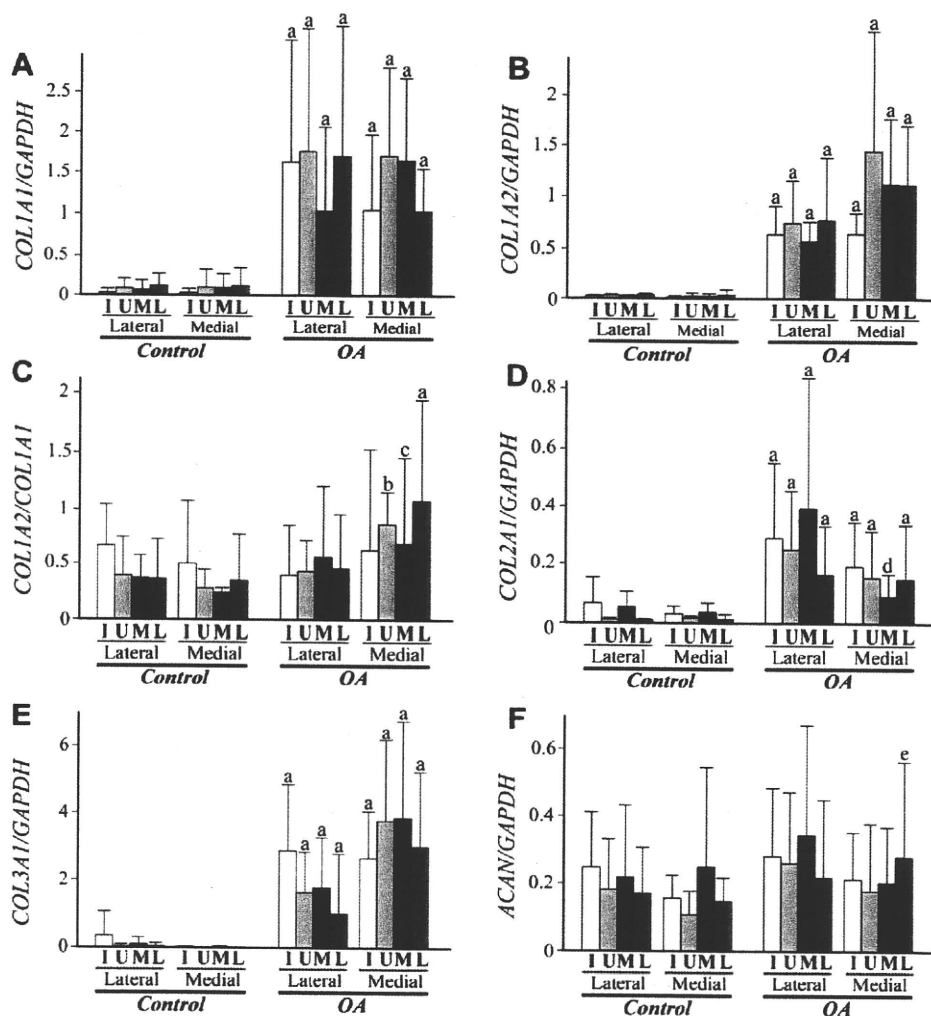 A
COL1A1/GAPDH
2.5
2
1.5
1
0.5
0
a a a a a a a a
I U M L I U M L I U M L I U M L
Lateral Medial Lateral Medial
Control OA
B
COL1A2/GAPDH
2
1.5
1
0.5
0
a a a a a a a a
I U M L I U M L I U M L I U M L
Lateral Medial Lateral Medial
Control OA
C
COL1A2/COL1A1
2
1.5
1
0.5
0
b c a
I U M L I U M L I U M L I U M L
Lateral Medial Lateral Medial
Control OA
D
COL2A1/GAPDH
0.8
0.6
0.4
0.2
0
a a a a a a d a
I U M L I U M L I U M L I U M L
Lateral Medial Lateral Medial
Control OA
E
COL3A1/GAPDH
6
4
2
0
a a a a a a a a
I U M L I U M L I U M L I U M L
Lateral Medial Lateral Medial
Control OA
F
ACAN/GAPDH
0.6
0.4
0.2
0
e
I U M L I U M L I U M L I U M L
Lateral Medial Lateral Medial
Control OA